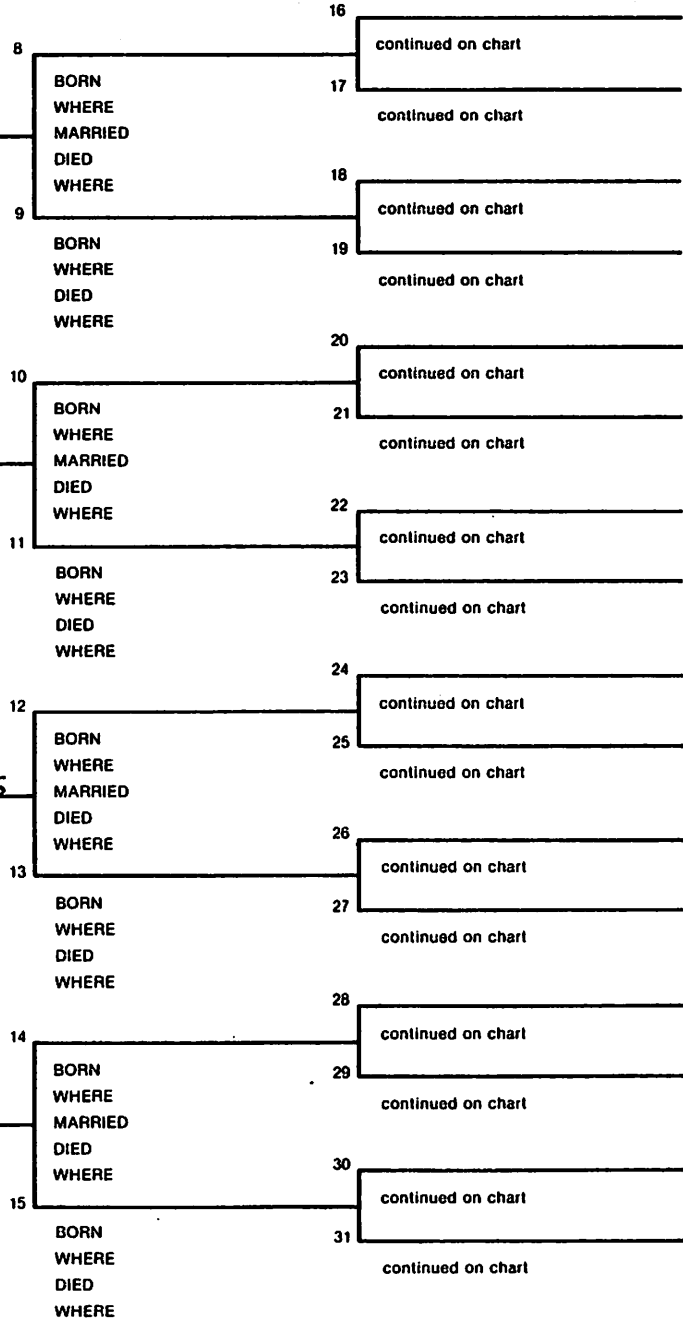 8
BORN
WHERE
MARRIED
DIED
WHERE
9
BORN
WHERE
DIED
WHERE
10
BORN
WHERE
MARRIED
DIED
WHERE
11
BORN
WHERE
DIED
WHERE
12
BORN
WHERE
MARRIED
DIED
WHERE
13
BORN
WHERE
DIED
WHERE
14
BORN
WHERE
MARRIED
DIED
WHERE
15
BORN
WHERE
DIED
WHERE
16
continued on chart
17
continued on chart
18
continued on chart
19
continued on chart
20
continued on chart
21
continued on chart
22
continued on chart
23
continued on chart
24
continued on chart
25
continued on chart
26
continued on chart
27
continued on chart
28
continued on chart
29
continued on chart
30
continued on chart
31
continued on chart